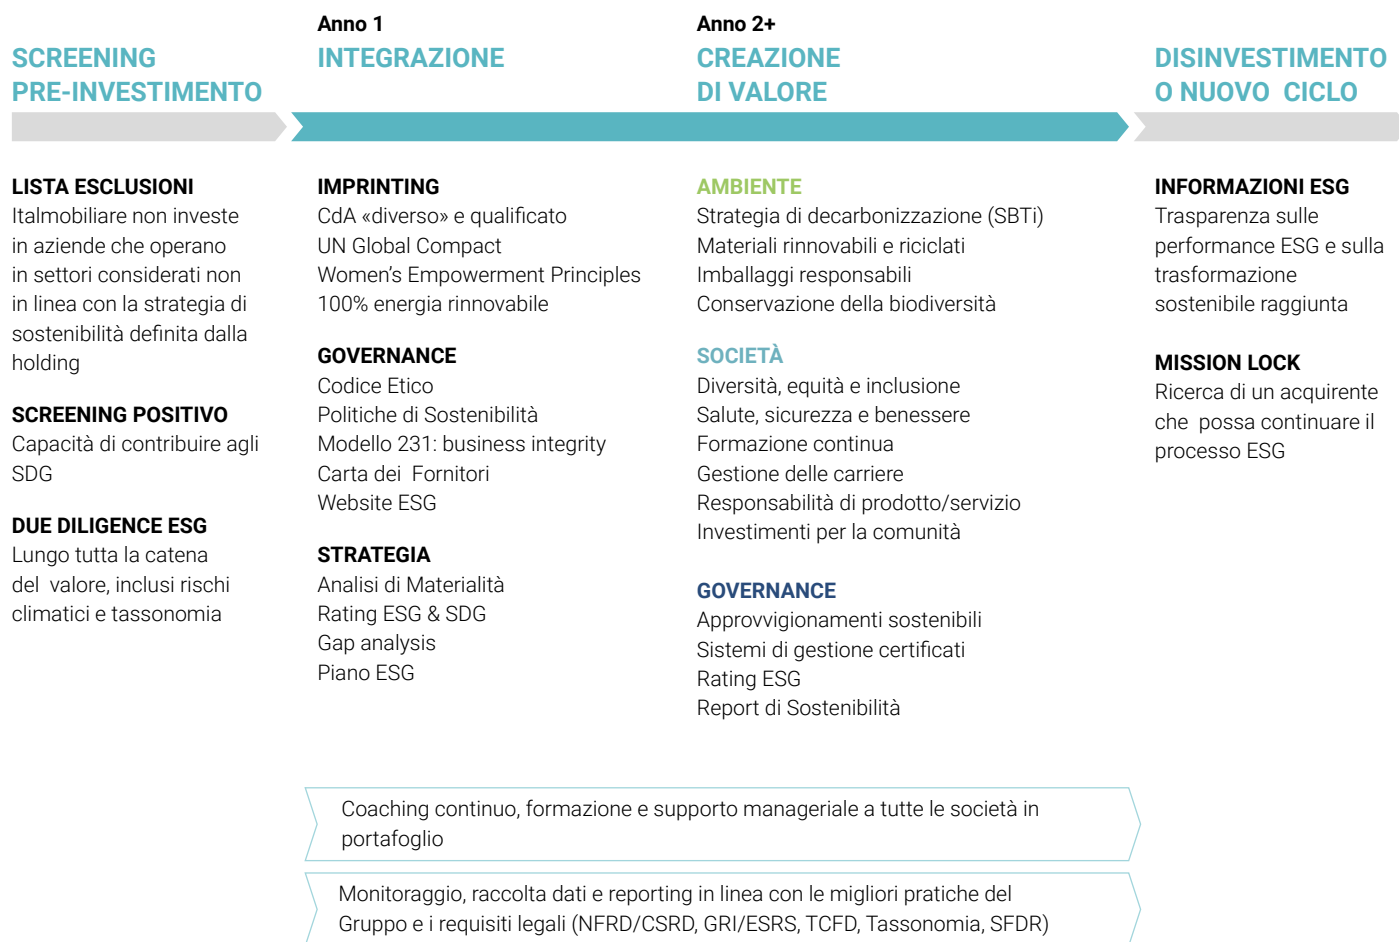 SCREENING
PRE-INVESTIMENTO
Anno 1
INTEGRAZIONE
Anno 2+
CREAZIONE
DI VALORE
DISINVESTIMENTO
O NUOVO CICLO
LISTA ESCLUSIONI
Italmobiliare non investe
in aziende che operano
in settori considerati non
in linea con la strategia di
sostenibilità definita dalla
holding
SCREENING POSITIVO
Capacità di contribuire agli
SDG
DUE DILIGENCE ESG
Lungo tutta la catena
del valore, inclusi rischi
climatici e tassonomia
IMPRINTING
CdA «diverso» e qualificato
UN Global Compact
Women's Empowerment Principles
100% energia rinnovabile
GOVERNANCE
Codice Etico
Politiche di Sostenibilità
Modello 231: business integrity
Carta dei Fornitori
Website ESG
STRATEGIA
Analisi di Materialità
Rating ESG & SDG
Gap analysis
Piano ESG
AMBIENTE
Strategia di decarbonizzazione (SBTi)
Materiali rinnovabili e riciclati
Imballaggi responsabili
Conservazione della biodiversità
SOCIETÀ
Diversità, equità e inclusione
Salute, sicurezza e benessere
Formazione continua
Gestione delle carriere
Responsabilità di prodotto/servizio
Investimenti per la comunità
GOVERNANCE
Approvvigionamenti sostenibili
Sistemi di gestione certificati
Rating ESG
Report di Sostenibilità
INFORMAZIONI ESG
Trasparenza sulle
performance ESG e sulla
trasformazione
sostenibile raggiunta
MISSION LOCK
Ricerca di un acquirente
che possa continuare il
processo ESG
Coaching continuo, formazione e supporto manageriale a tutte le società in
portafoglio
Monitoraggio, raccolta dati e reporting in linea con le migliori pratiche del
Gruppo e i requisiti legali (NFRD/CSRD, GRI/ESRS, TCFD, Tassonomia, SFDR)